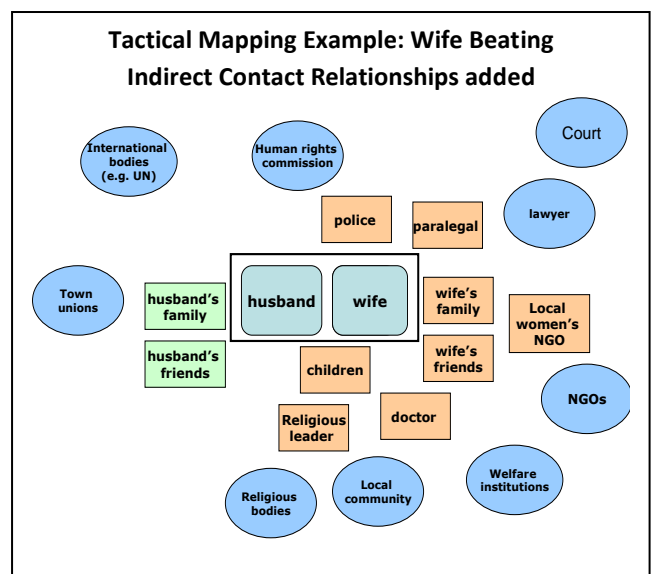 Tactical Mapping Example: Wife Beating
Indirect Contact Relationships added
International
bodies
(e.g. UN)
Human rights
commission
Court
police
paralegal
lawyer
Town
unions
husband's
family
husband
wife
wife's
family
Local
women's
NGO
husband's
friends
children
wife's
friends
NGOs
Religious
leader
doctor
Religious
bodies
Local
community
Welfare
institutions